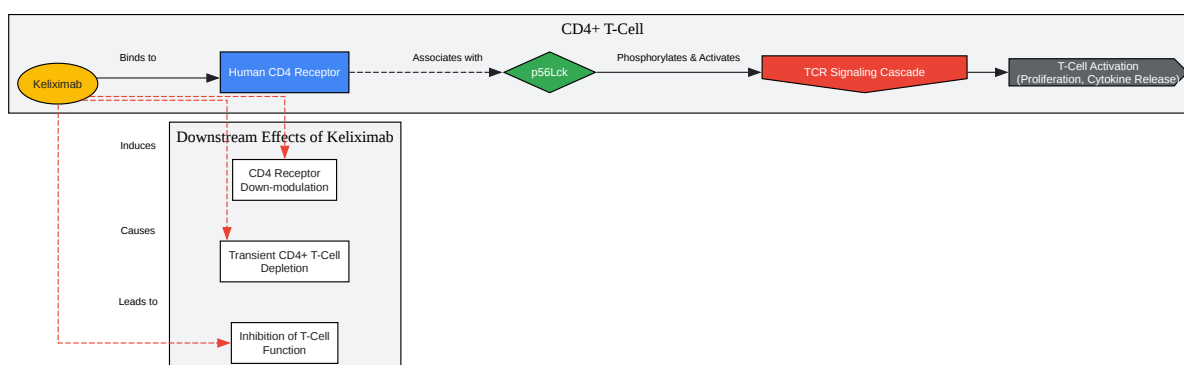 CD4+ T-Cell
Binds to
Associates with
Phosphorylates & Activates
Keliximab
Human CD4 Receptor
p56Lck
TCR Signaling Cascade
T-Cell Activation
(Proliferation, Cytokine Release)
Downstream Effects of Keliximab
Induces
CD4 Receptor
Down-modulation
Causes
Transient CD4+ T-Cell
Depletion
Leads to
Inhibition of T-Cell
Function